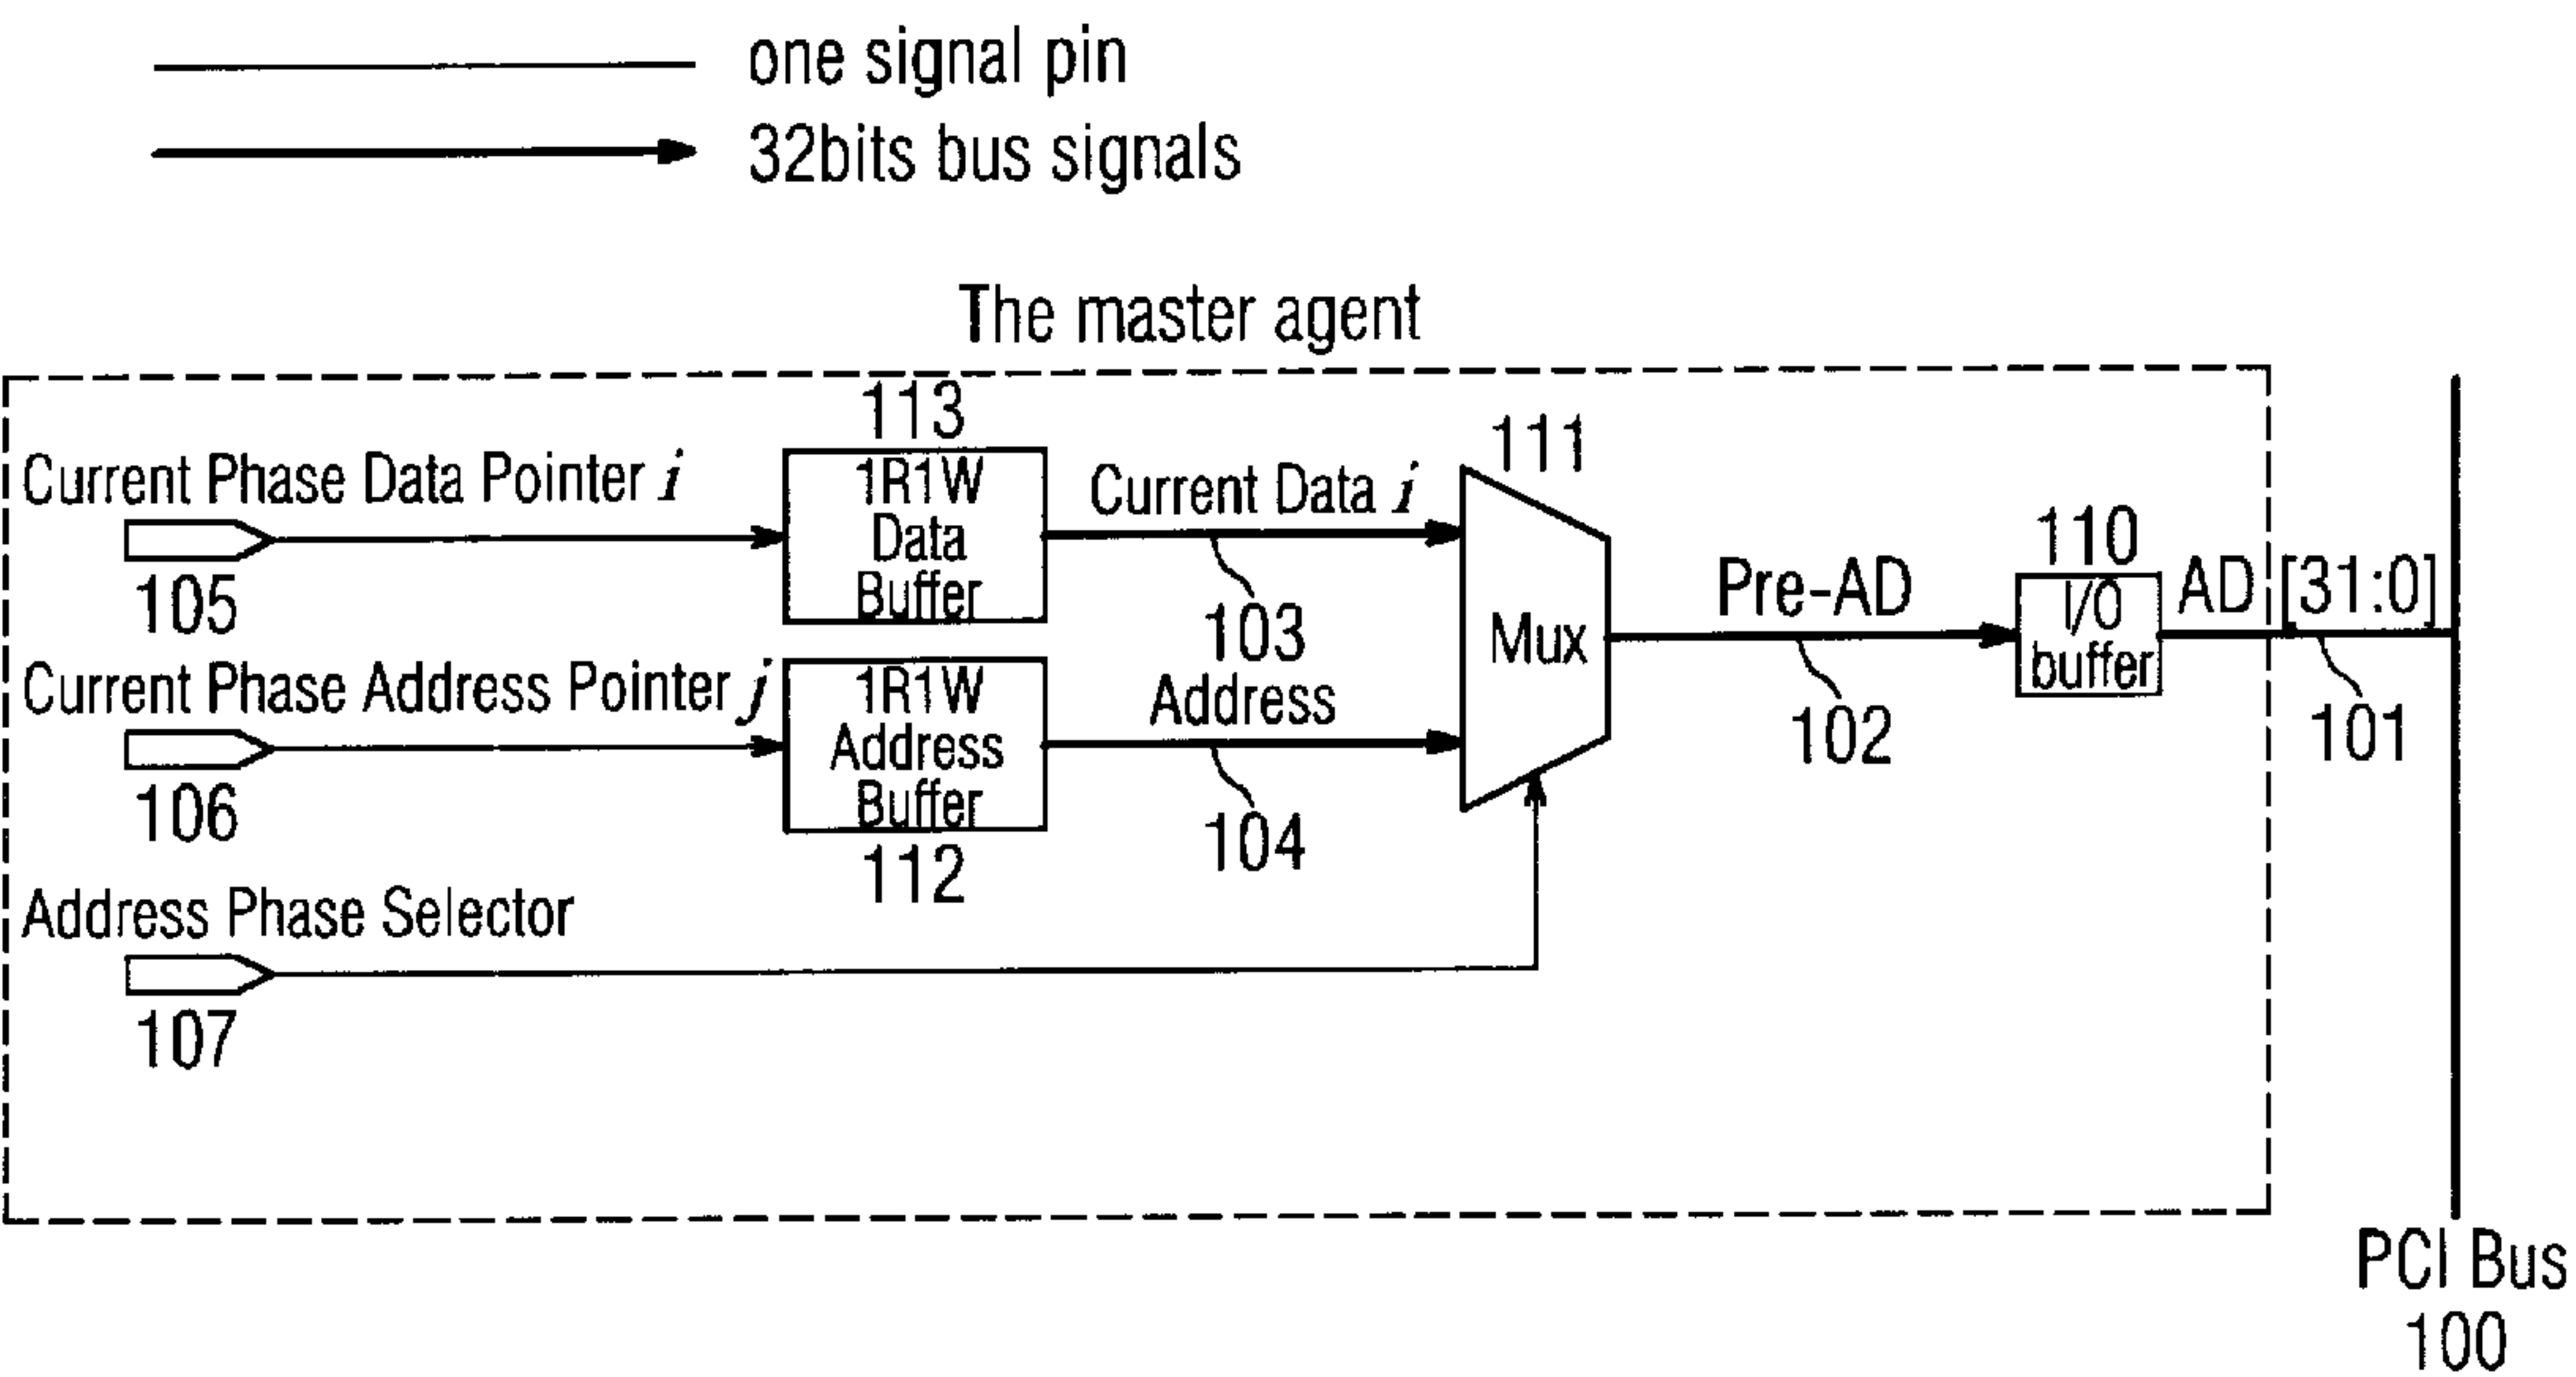 one signal pin
32bits bus signals
The master agent
113
111
Current Phase Data Pointer i
1R1W
Data
Buffer
Current Data i
105
103
110
Pre-AD
I/O
buffer
AD [31:0]
Mux
Current Phase Address Pointer j
1R1W
Address
Buffer
Address
102
101
106
104
112
Address Phase Selector
107
PCI Bus
100